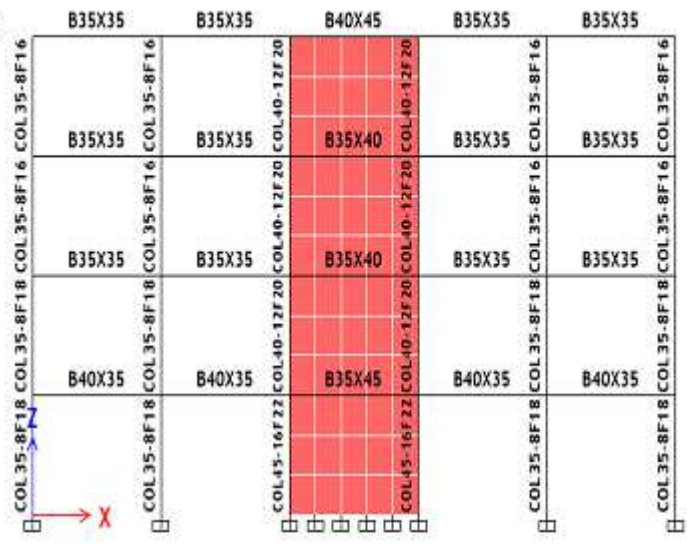 B35X35 B35X35 B40X45 B35X35 B35X35
COL35-8F16 COL35-8F16 COL40-12F20 COL40-12F20 COL35-8F16 COL35-8F16
B35X35 B35X35 B35X40 B35X35 B35X35
COL35-8F16 COL35-8F16 COL40-12F20 COL40-12F20 COL35-8F16 COL35-8F16
B35X35 B35X35 B35X40 B35X35 B35X35
COL35-8F18 COL35-8F18 COL40-12F20 COL40-12F20 COL35-8F18 COL35-8F18
B40X35 B40X35 B35X45 B40X35 B40X35
COL35-8F18 COL35-8F18 COL45-16F22 COL45-16F22 COL35-8F18 COL35-8F18
Z
X